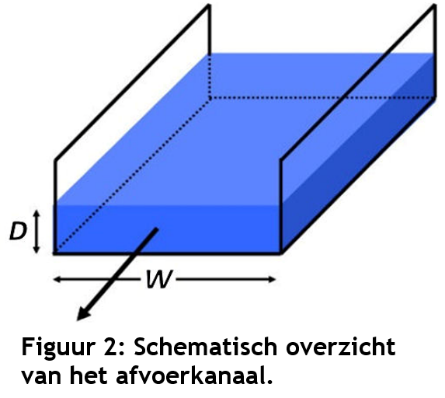 D
W
Figuur 2: Schematisch overzicht
van het afvoerkanaal.